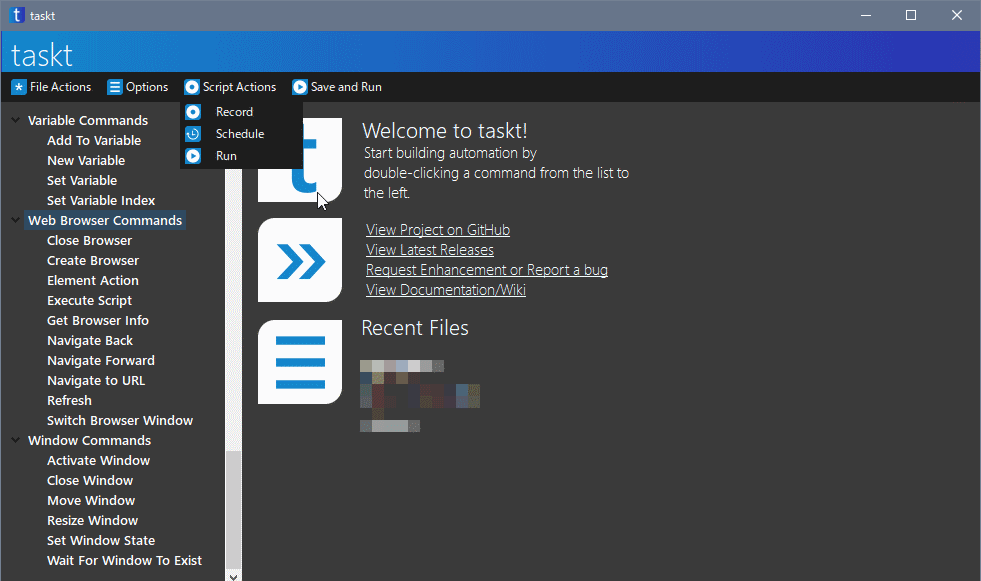 taskt
taskt
File Actions
Options
Script Actions
Save and Run
Record
Schedule
Run
Variable Commands
Add To Variable
New Variable
Set Variable
Set Variable Index
Web Browser Commands
Close Browser
Create Browser
Element Action
Execute Script
Get Browser Info
Navigate Back
Navigate Forward
Navigate to URL
Refresh
Switch Browser Window
Window Commands
Activate Window
Close Window
Move Window
Resize Window
Set Window State
Wait For Window To Exist
Welcome to taskt!
Start building automation by
double-clicking a command from the list to
the left.
View Project on GitHub
View Latest Releases
Request Enhancement or Report a bug
View Documentation/Wiki
Recent Files